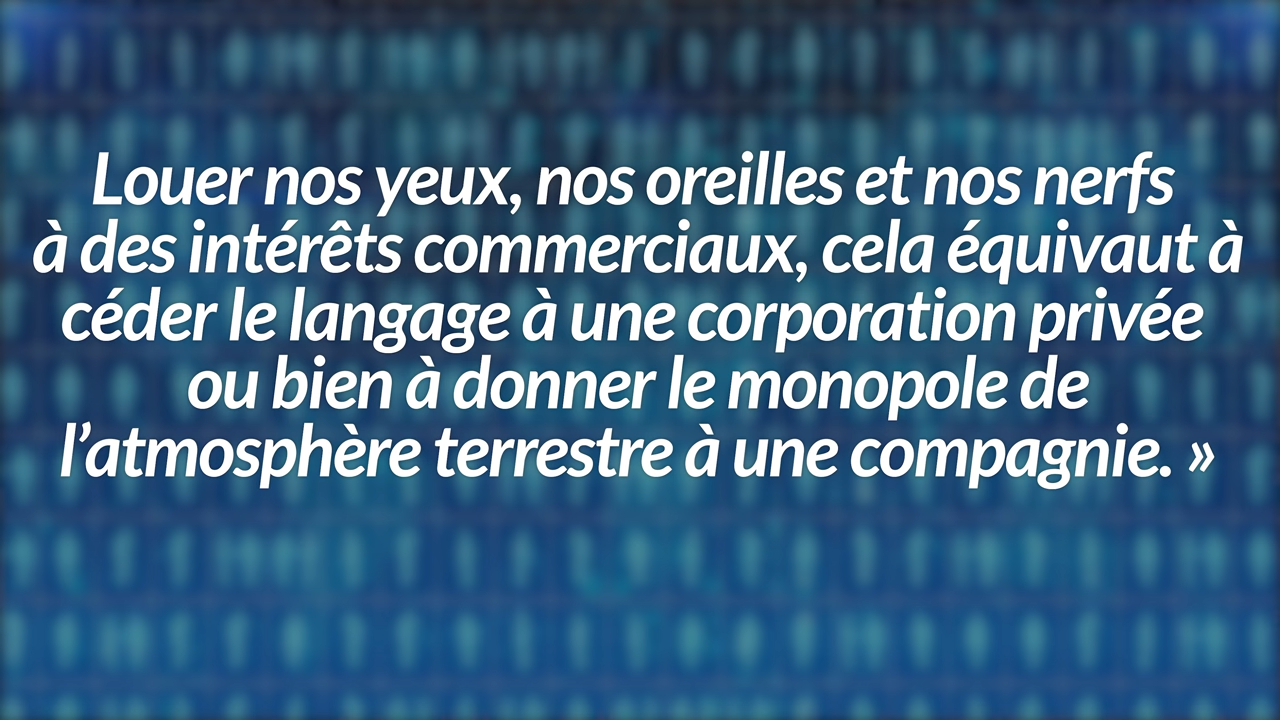 Louer nos yeux, nos oreilles et nos nerfs
à des intérêts commerciaux, cela équivaut à
céder le langage à une corporation privée
ou bien à donner le monopole de
l’atmosphère terrestre à une compagnie. »